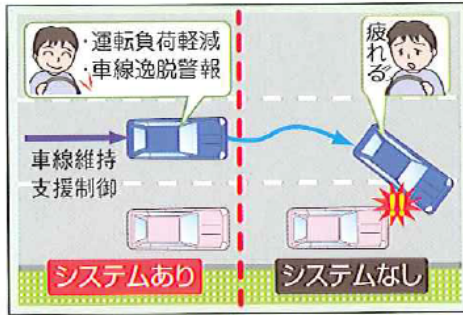 ・運転負荷軽減
・車線逸脱警報
疲れる。
車線維持
支援制御
!!
システムあり
システムなし